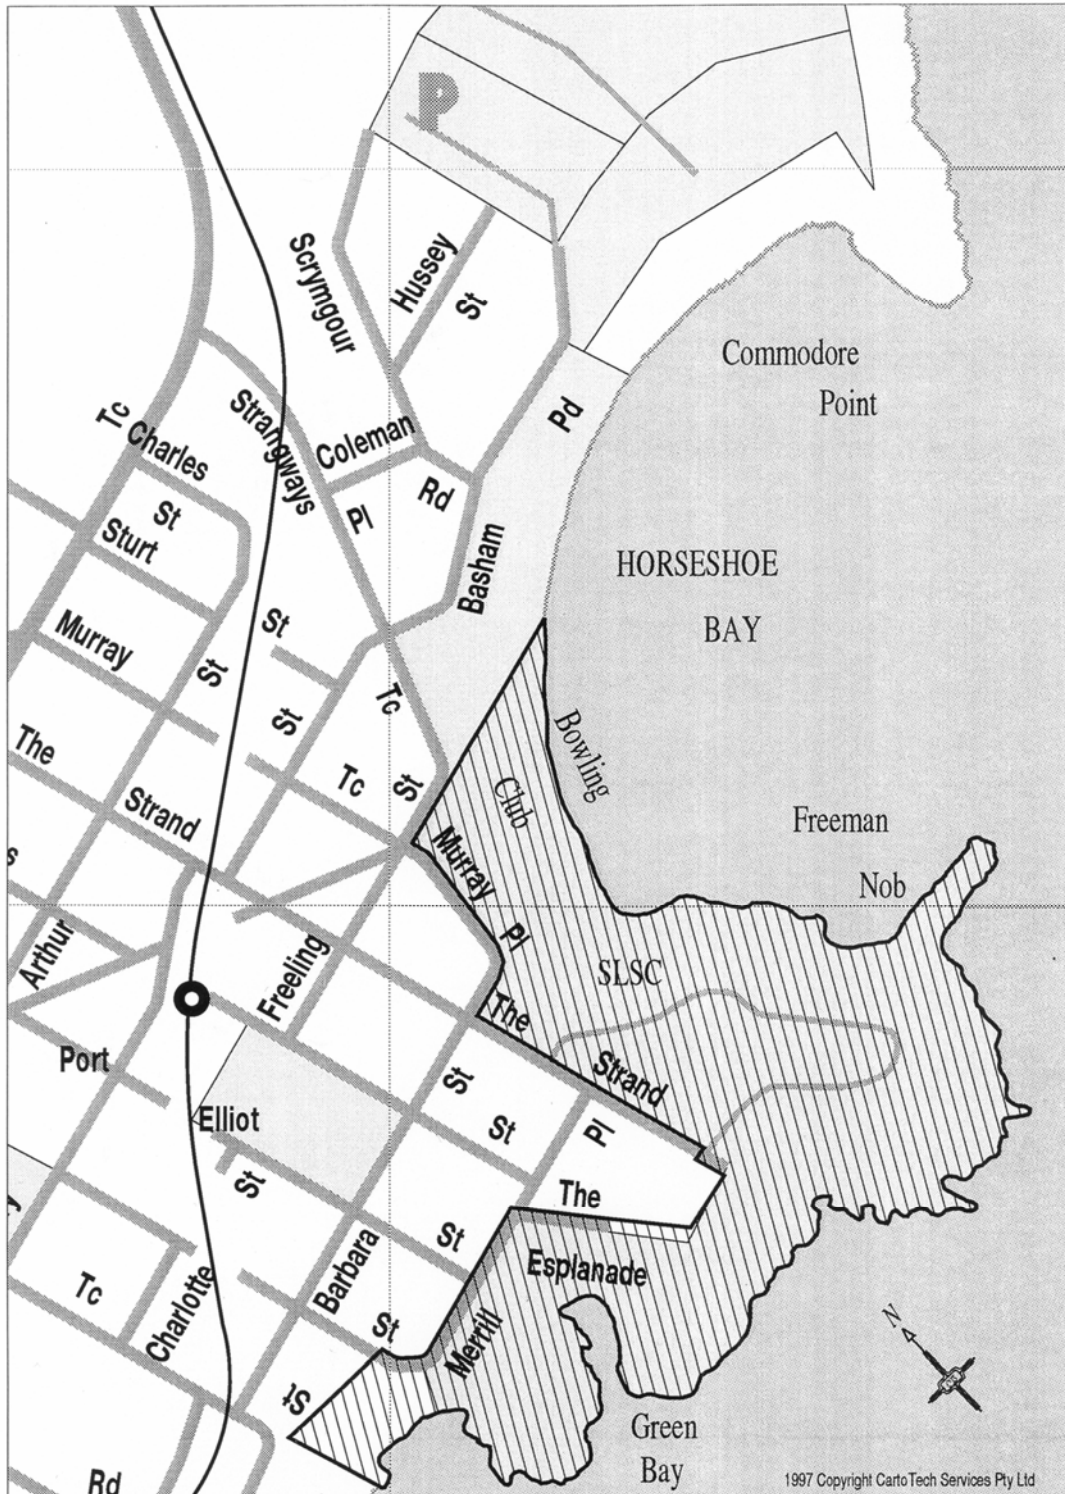 P
Scrymgour
Hussey
St
Commodore
Point
Tc
Charles
Strangways
Coleman
Pd
St
Sturt
Pl
Rd
Basham
HORSESHOE
BAY
Murray
St
St
The
St
Tc
Tc
St
Bowling
Club
Strand
Murray
Pl
Freeman
Nob
s
Arthur
Freeling
SLSC
The
Strand
Port
Elliot
St
St
Pl
St
The
Esplanade
St
Barbara
Tc
Charlotte
St
Merrill
St
N
Green
Bay
Rd
1997 Copyright CartoTech Services Pty Ltd